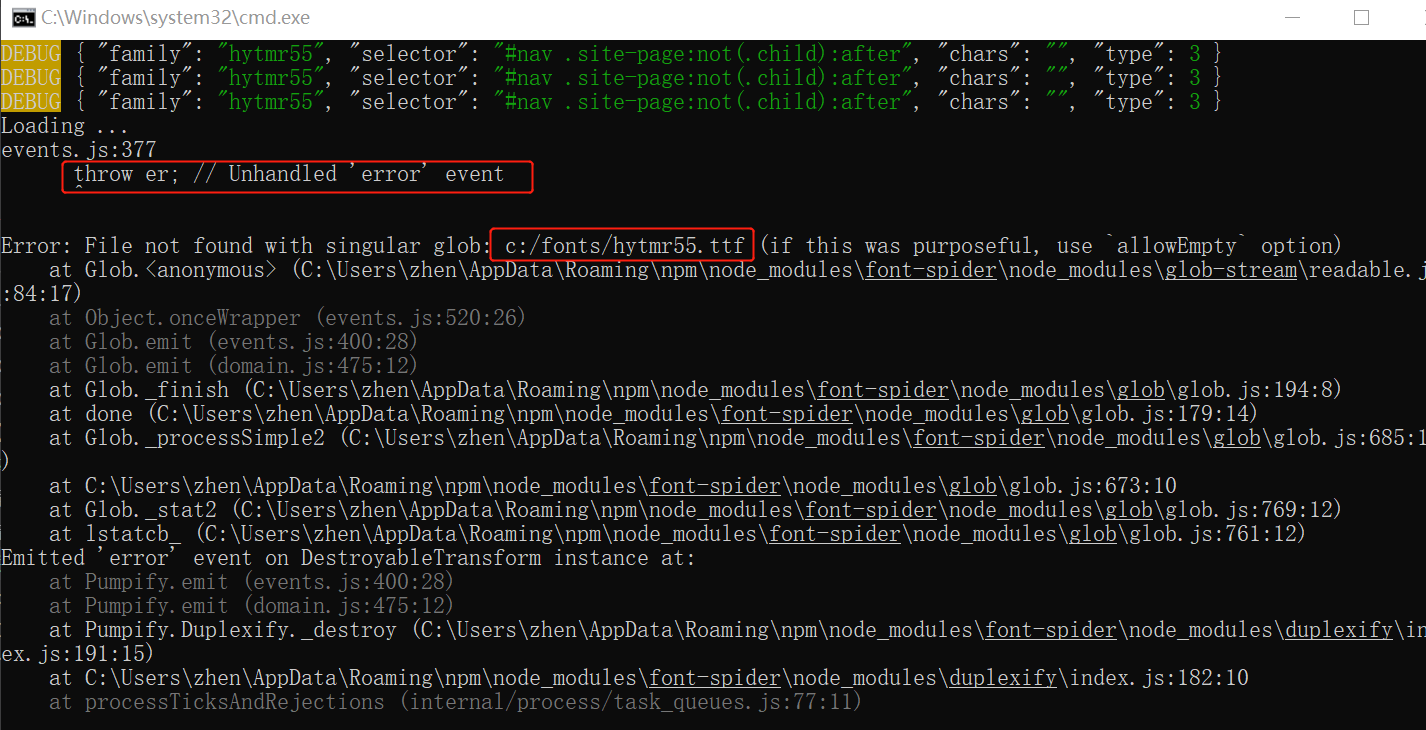 C:\Windows\system32\cmd.exe
DEBUG { "family": "hytmr55", "selector": "#nav .site-page:not(.child):after", "chars": "", "type": 3 }
DEBUG { "family": "hytmr55", "selector": "#nav .site-page:not(.child):after", "chars": "", "type": 3 }
DEBUG { "family": "hytmr55", "selector": "#nav .site-page:not(.child):after", "chars": "", "type": 3 }
Loading ...
events.js:377
throw er; // Unhandled 'error' event
^
Error: File not found with singular glob: c:/fonts/hytmr55.ttf (if this was purposeful, use `allowEmpty` option)
at Glob.<anonymous> (C:\Users\zhen\AppData\Roaming\npm\node_modules\font-spider\node_modules\glob-stream\readable.j
:84:17)
at Object.onceWrapper (events.js:520:26)
at Glob.emit (events.js:400:28)
at Glob.emit (domain.js:475:12)
at Glob._finish (C:\Users\zhen\AppData\Roaming\npm\node_modules\font-spider\node_modules\glob\glob.js:194:8)
at done (C:\Users\zhen\AppData\Roaming\npm\node_modules\font-spider\node_modules\glob\glob.js:179:14)
at Glob._processSimple2 (C:\Users\zhen\AppData\Roaming\npm\node_modules\font-spider\node_modules\glob\glob.js:685:1
)
at C:\Users\zhen\AppData\Roaming\npm\node_modules\font-spider\node_modules\glob\glob.js:673:10
at Glob._stat2 (C:\Users\zhen\AppData\Roaming\npm\node_modules\font-spider\node_modules\glob\glob.js:769:12)
at lstatcb_ (C:\Users\zhen\AppData\Roaming\npm\node_modules\font-spider\node_modules\glob\glob.js:761:12)
Emitted 'error' event on DestroyableTransform instance at:
at Pumpify.emit (events.js:400:28)
at Pumpify.emit (domain.js:475:12)
at Pumpify.Duplexify._destroy (C:\Users\zhen\AppData\Roaming\npm\node_modules\font-spider\node_modules\duplexify\in
ex.js:191:15)
at C:\Users\zhen\AppData\Roaming\npm\node_modules\font-spider\node_modules\duplexify\index.js:182:10
at processTicksAndRejections (internal/process/task_queues.js:77:11)